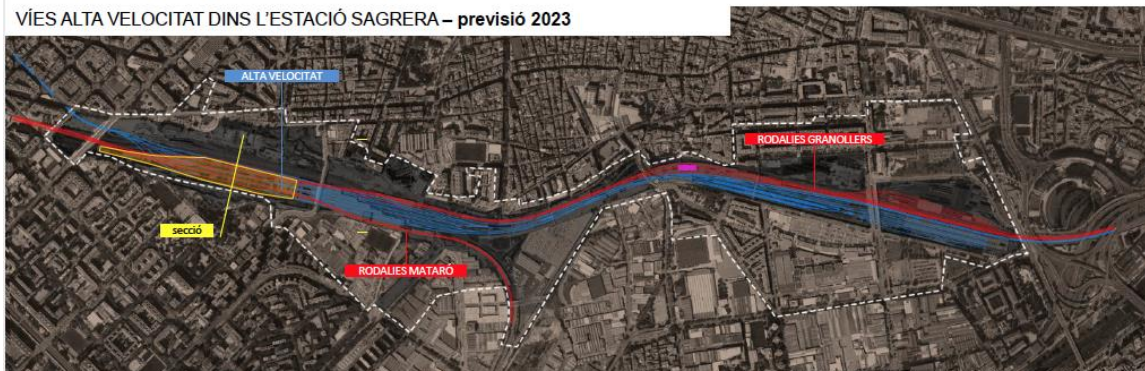 VÍES ALTA VELOCITAT DINS L'ESTACIÓ SAGRERA – previsió 2023
ALTA VELOCITAT
RODALIES GRANOLLERS
secció
RODALIES MATARÓ